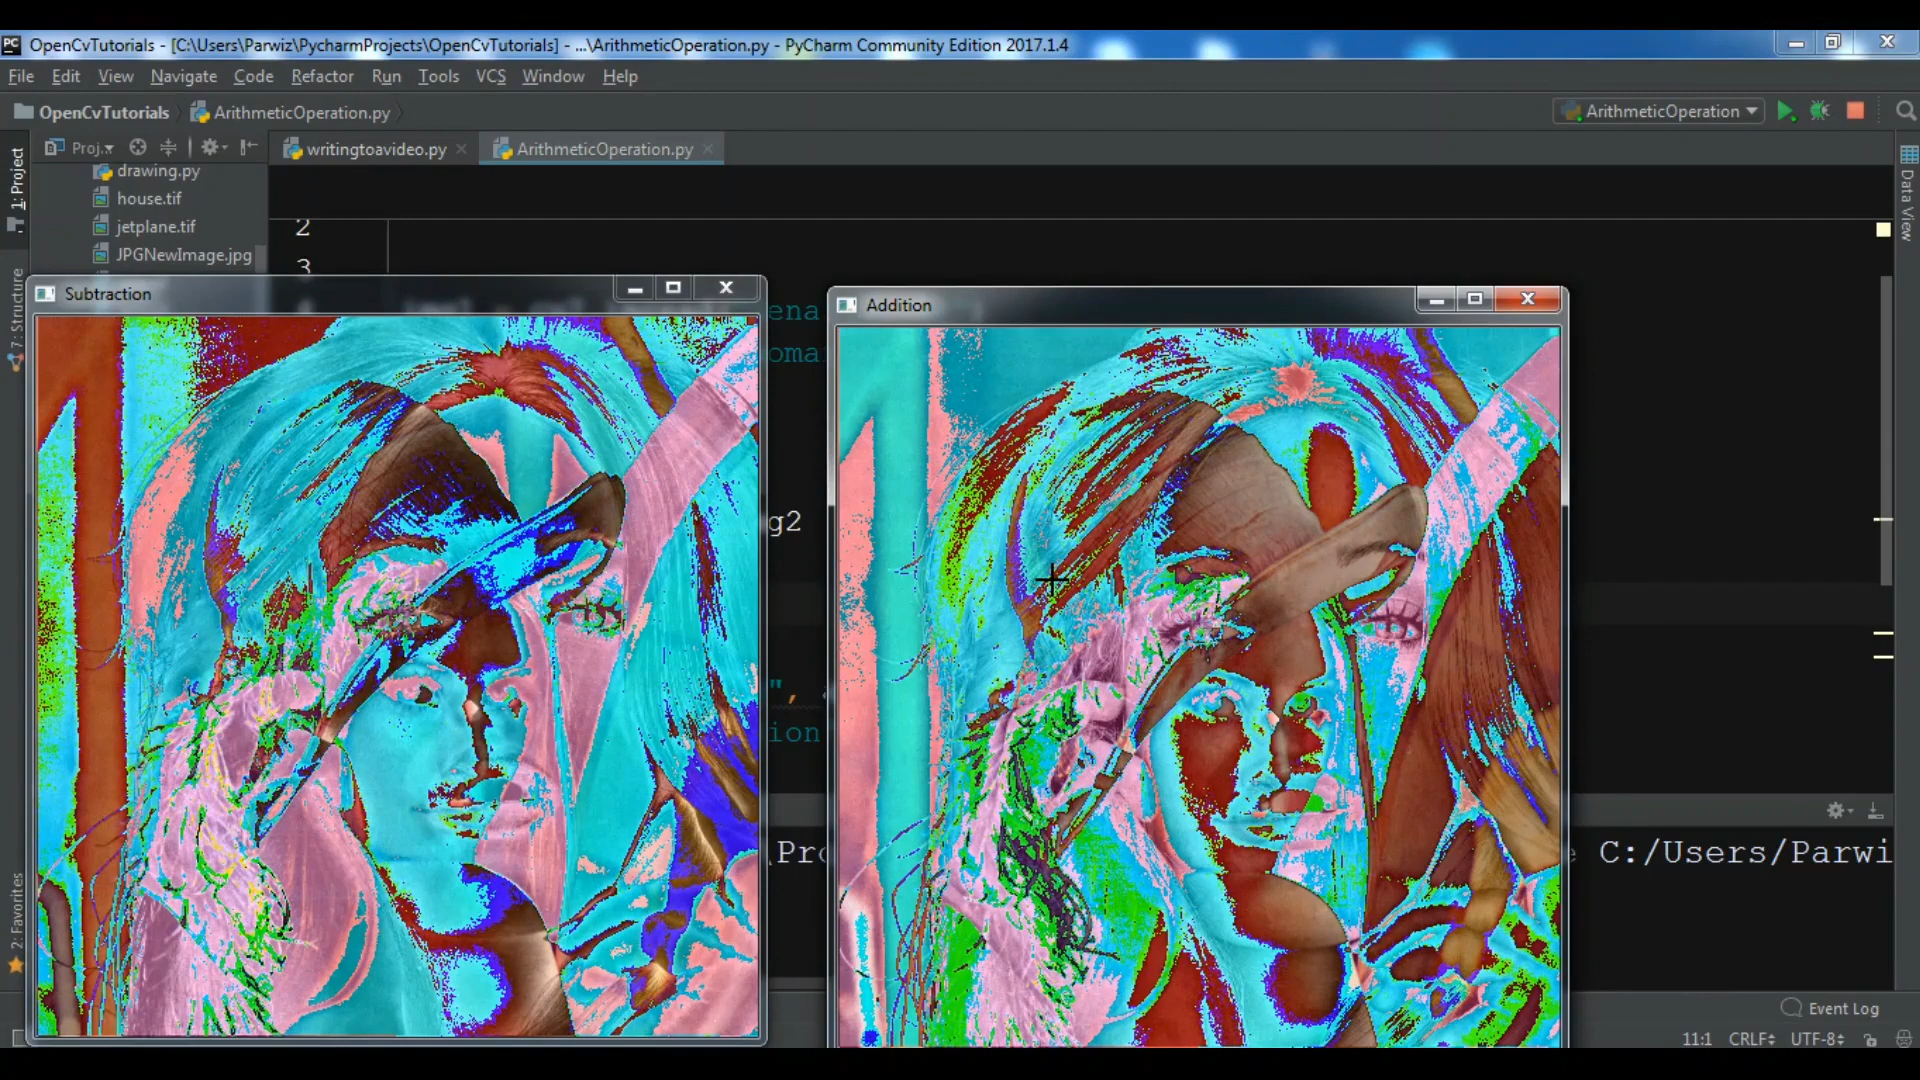 OpenCvTutorials - [C:\Users\Parwiz\PycharmProjects\OpenCvTutorials] - ...\ArithmeticOperation.py - PyCharm Community Edition 2017.1.4
File Edit View Navigate Code Refactor Run Tools VCS Window Help
OpenCvTutorials ArithmeticOperation.py ArithmeticOperation
1: Project Proj.. writingtoavideo.py ArithmeticOperation.py
drawing.py
house.tif
jetplane.tif
JPGNewImage.jpg
Data View
2
3
7: Structure
Subtraction
Addition
ena
oma
g2
",
ion
\Pro
C:/Users/Parwi
2: Favorites
Event Log
11:1 CRLF UTF-8